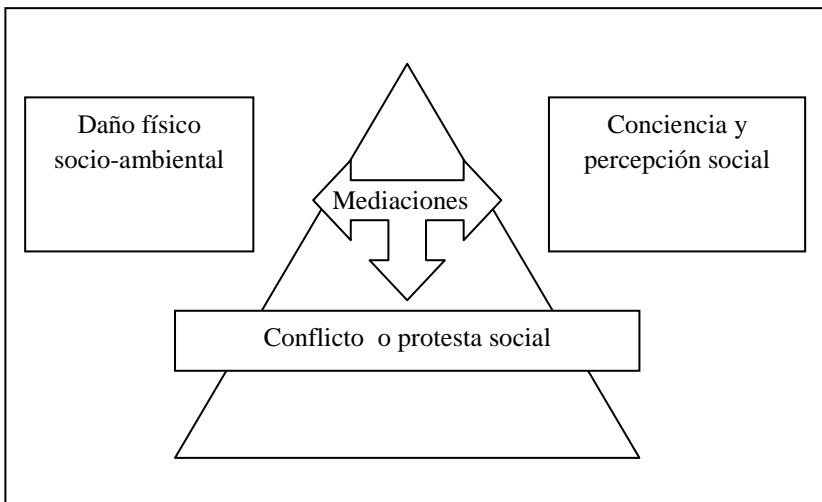 Daño físico
socio-ambiental
Conciencia y
percepción social
Mediaciones
Conflicto o protesta social